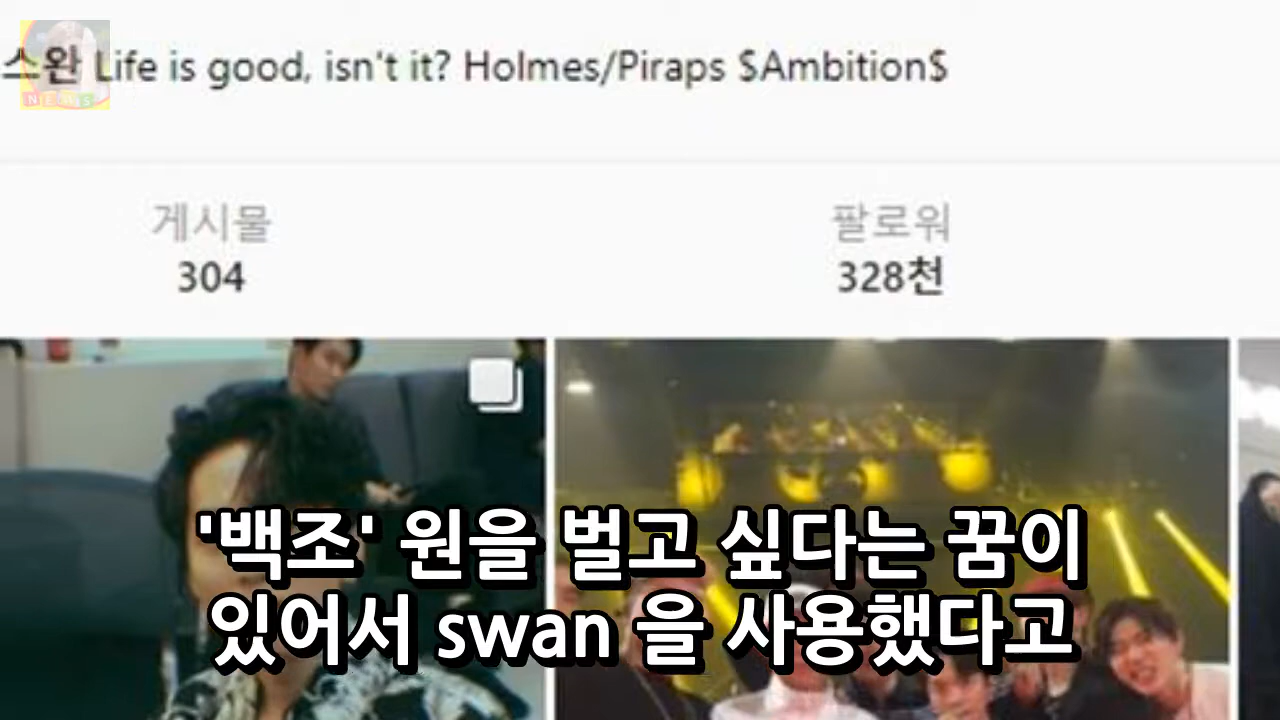 스완 Life is good, isn't it? Holmes/Piraps $Ambition$
NEWS
게시물
팔로워
304
328천
'백조' 원을 벌고 싶다는 꿈이
있어서 swan 을 사용했다고